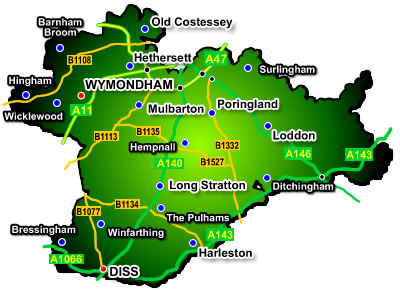 Old Costessey
Barnham
Broom
A47
B1108
Hethersett
Surlingham
Hingham
WYMONDHAM
Wicklewood
A11
Mulbarton
Poringland
B1113
B1135
Loddon
Hempnall
B1332
A140
B1527
A146
A143
Long Stratton
Ditchingham
B1077
B1134
The Pulhams
Bressingham
Winfarthing
A143
Harleston
A1066
DISS